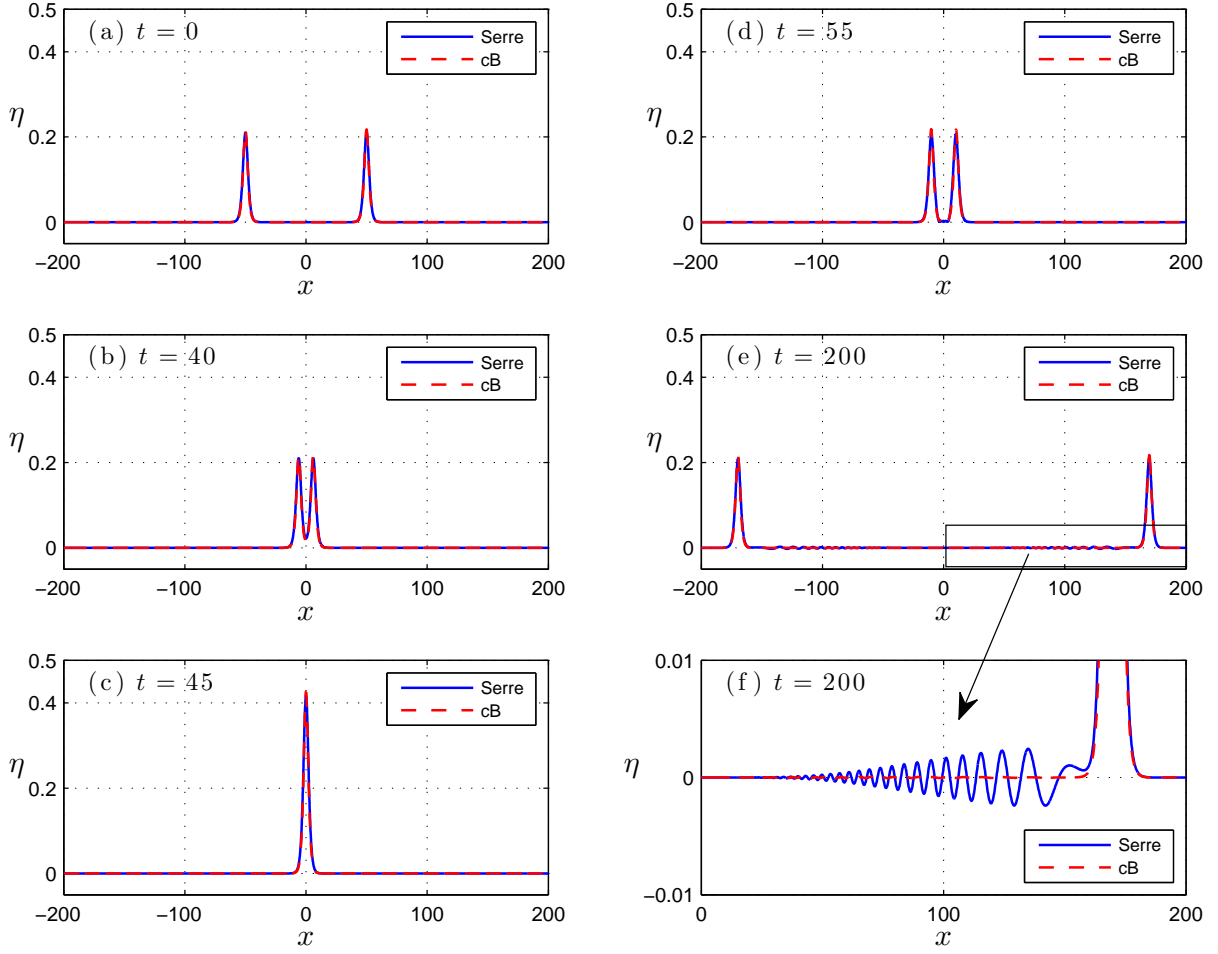 (a) t = 0
Serre
cB
η
0.5
0.4
0.2
0
−200
−100
0
100
200
x
(b) t = 40
Serre
cB
η
0.5
0.4
0.2
0
−200
−100
0
100
200
x
(c) t = 45
Serre
cB
η
0.5
0.4
0.2
0
−200
−100
0
100
200
x
(d) t = 55
Serre
cB
η
0.5
0.4
0.2
0
−200
−100
0
100
200
x
(e) t = 200
Serre
cB
η
0.5
0.4
0.2
0
−200
−100
0
100
200
x
(f) t = 200
Serre
cB
η
0.01
0
−0.01
0
100
200
x